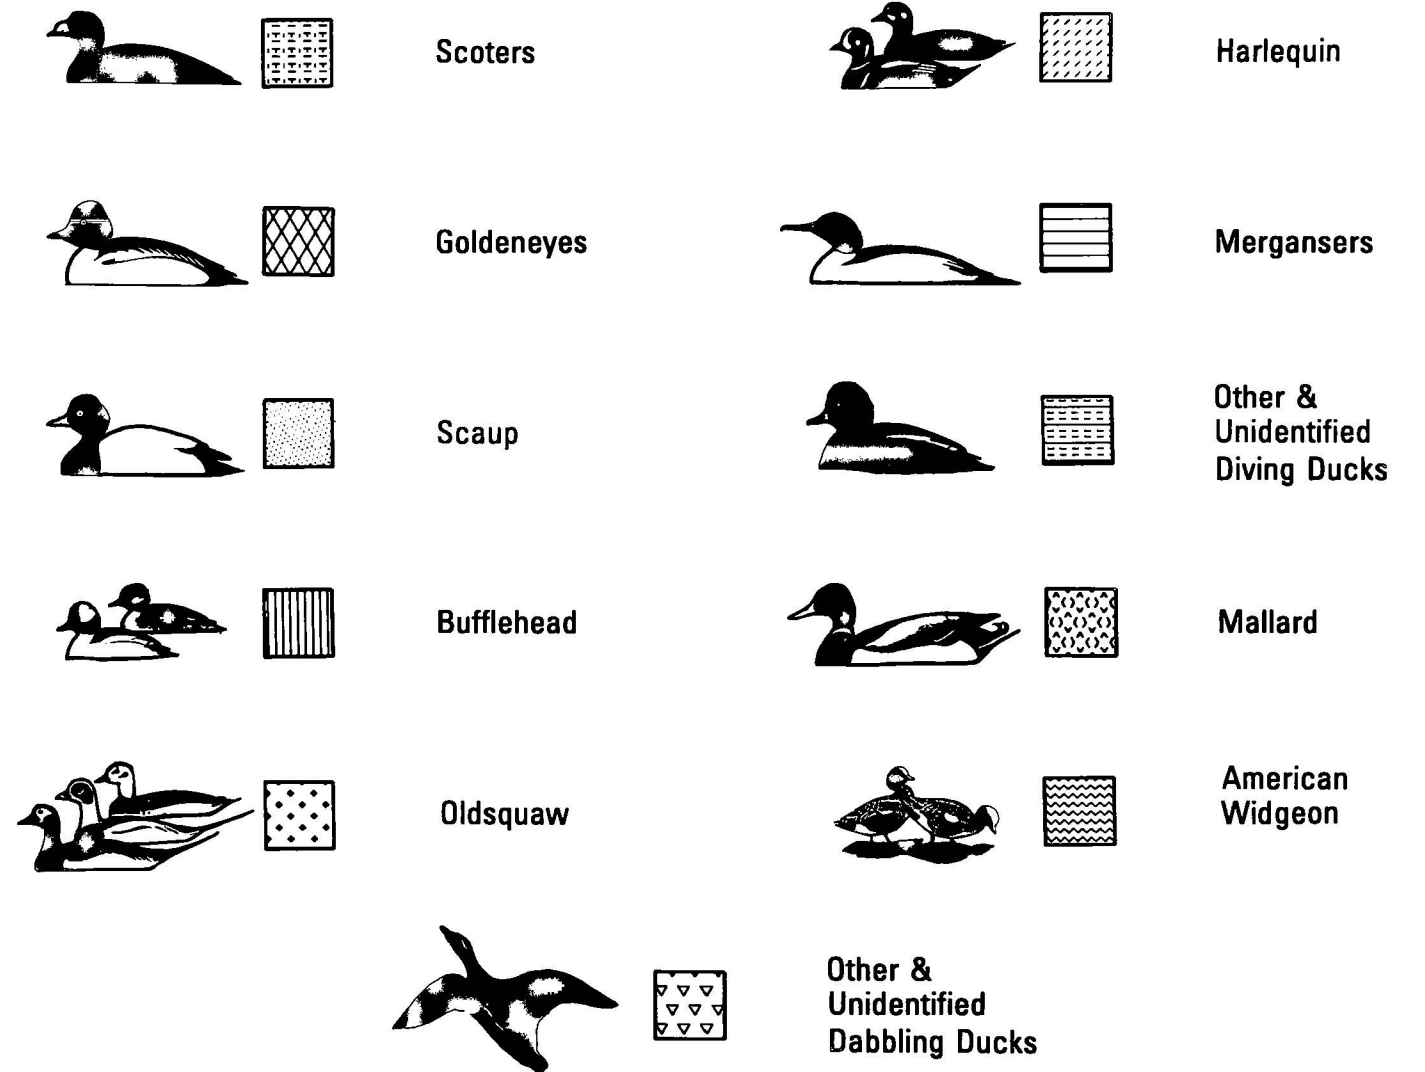 Scoters
Harlequin
Goldeneyes
Mergansers
Scaup
Other &
Unidentified
Diving Ducks
Bufflehead
Mallard
Oldsquaw
American
Widgeon
Other &
Unidentified
Dabbling Ducks